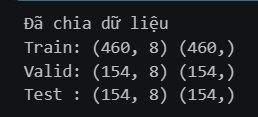 Đã chia dữ liệu
Train: (460, 8) (460,)
Valid: (154, 8) (154,)
Test : (154, 8) (154,)